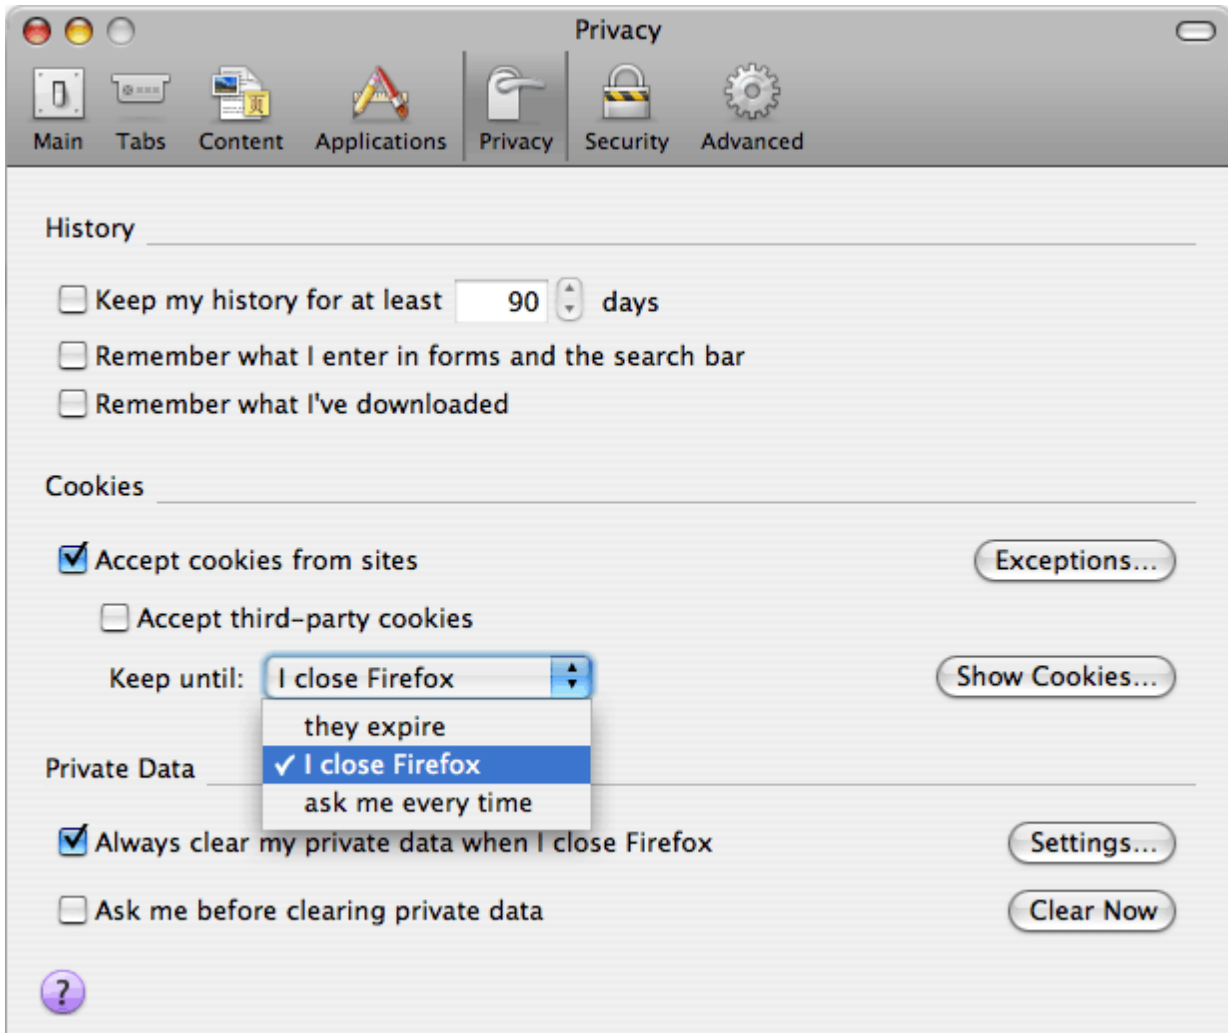 Privacy
Main Tabs Content Applications Privacy Security Advanced
History
Keep my history for at least 90 days
Remember what I enter in forms and the search bar
Remember what I've downloaded
Cookies
Accept cookies from sites Exceptions...
Accept third-party cookies
Keep until: I close Firefox Show Cookies...
they expire
✓ I close Firefox
ask me every time
Private Data
Always clear my private data when I close Firefox Settings...
Ask me before clearing private data Clear Now
?